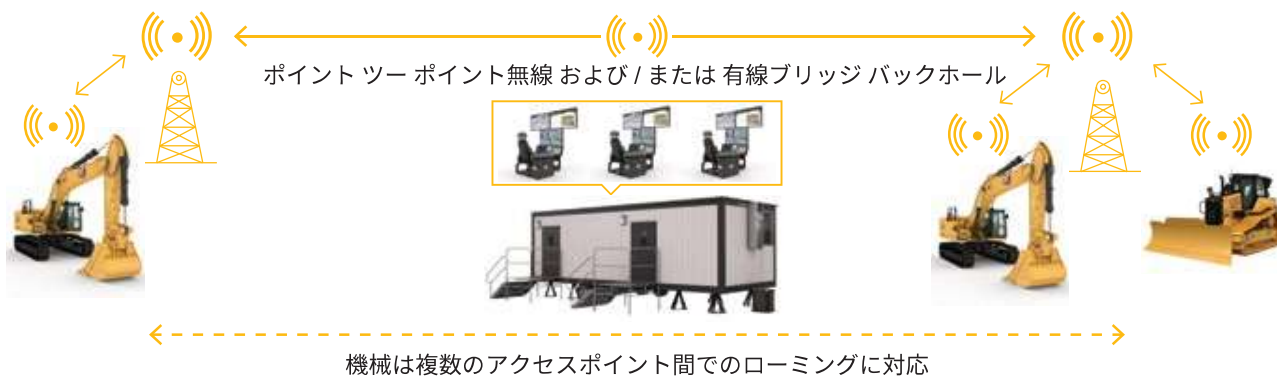 ポイント ツー ポイント無線 および / または 有線ブリッジ バックホール
3
機械は複数のアクセスポイント間でのローミングに対応